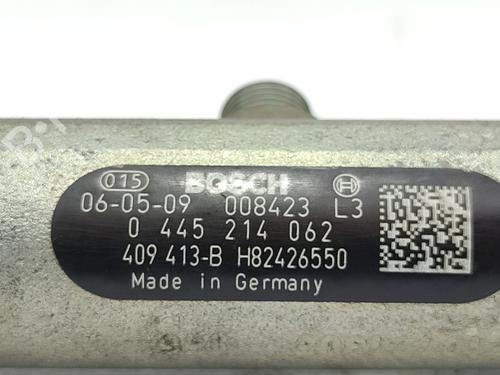 015 BOSCH
06-05-09 008423 L3
0 445 214 062
409 413-B H82426550
Made in Germany